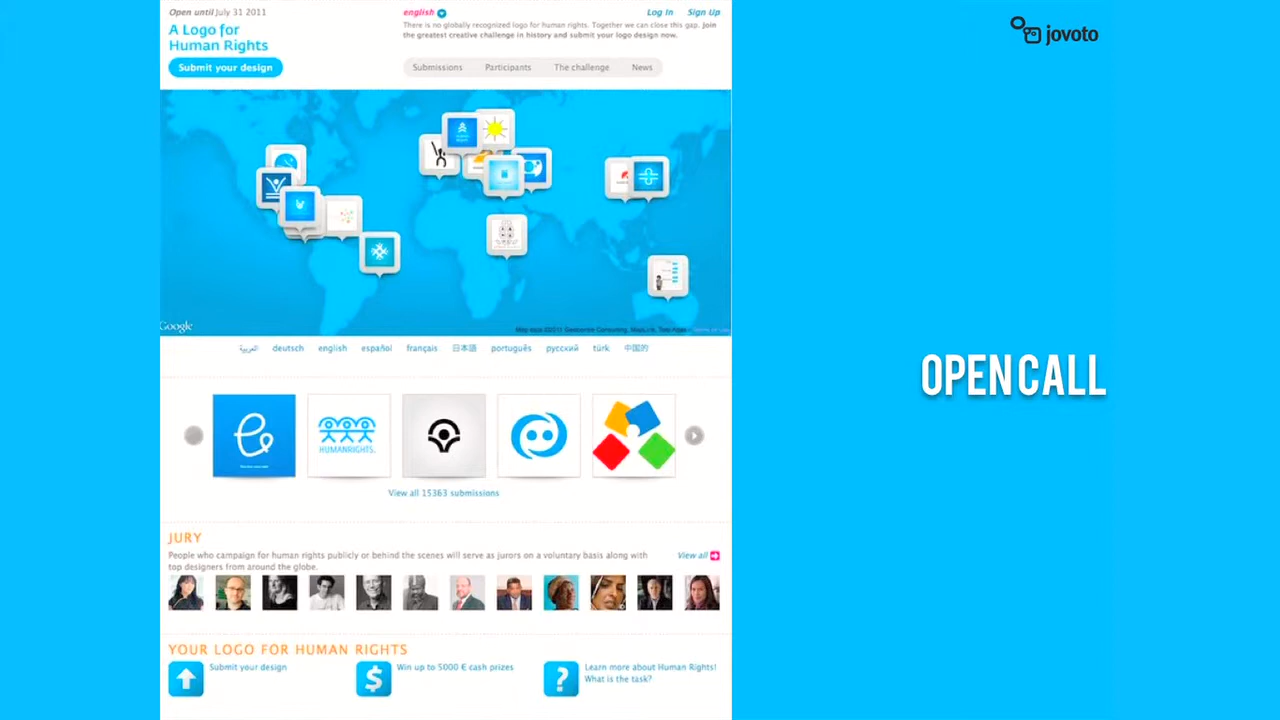 Open until July 31 2011
A Logo for
Human Rights
Submit your design
english
Log In
Sign Up
There is no globally recognized logo for human rights. Together we can close this gap. Join
the greatest creative challenge in history and submit your logo design now.
Submissions
Participants
The challenge
News
jovoto
Google
العربية
deutsch
english
español
français
日本語
português
русский
türk
中国的
OPEN CALL
HUMANRIGHTS.
View all 15363 submissions
JURY
People who campaign for human rights publicly or behind the scenes will serve as jurors on a voluntary basis along with
top designers from around the globe.
View all
YOUR LOGO FOR HUMAN RIGHTS
Submit your design
$
Win up to 5000 € cash prizes
?
Learn more about Human Rights!
What is the task?